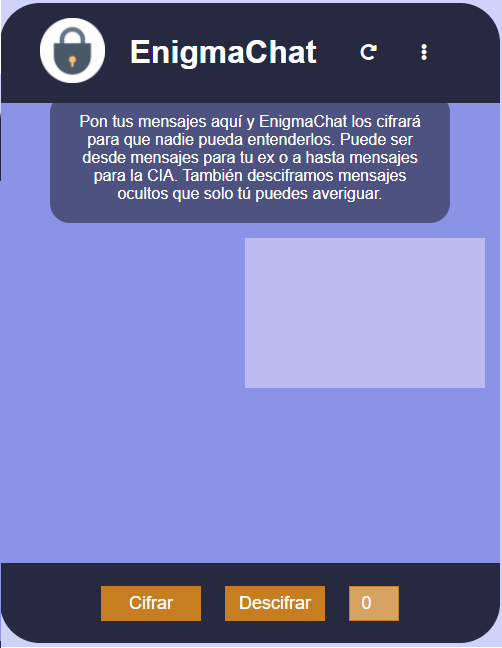 EnigmaChat
Pon tus mensajes aquí y EnigmaChat los cifrará
para que nadie pueda entenderlos. Puede ser
desde mensajes para tu ex o a hasta mensajes
para la CIA. También desciframos mensajes
ocultos que solo tú puedes averiguar.
Cifrar Descifrar 0